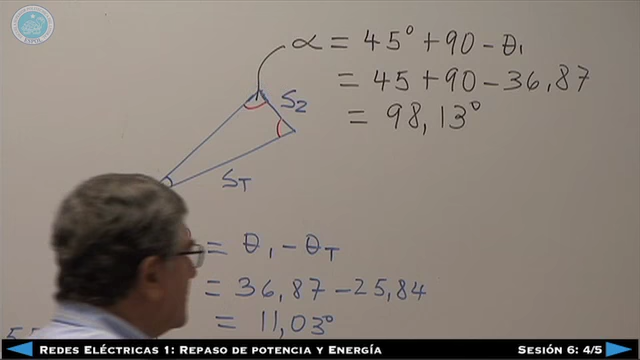 ESPOL
α = 45° + 90 - θ₁
= 45 + 90 - 36,87
= 98,13°
S₂
S_T
= θ₁ - θ_T
= 36,87 - 25,84
= 11,03°
Redes Eléctricas 1: Repaso de potencia y Energía
Sesión 6: 4/5